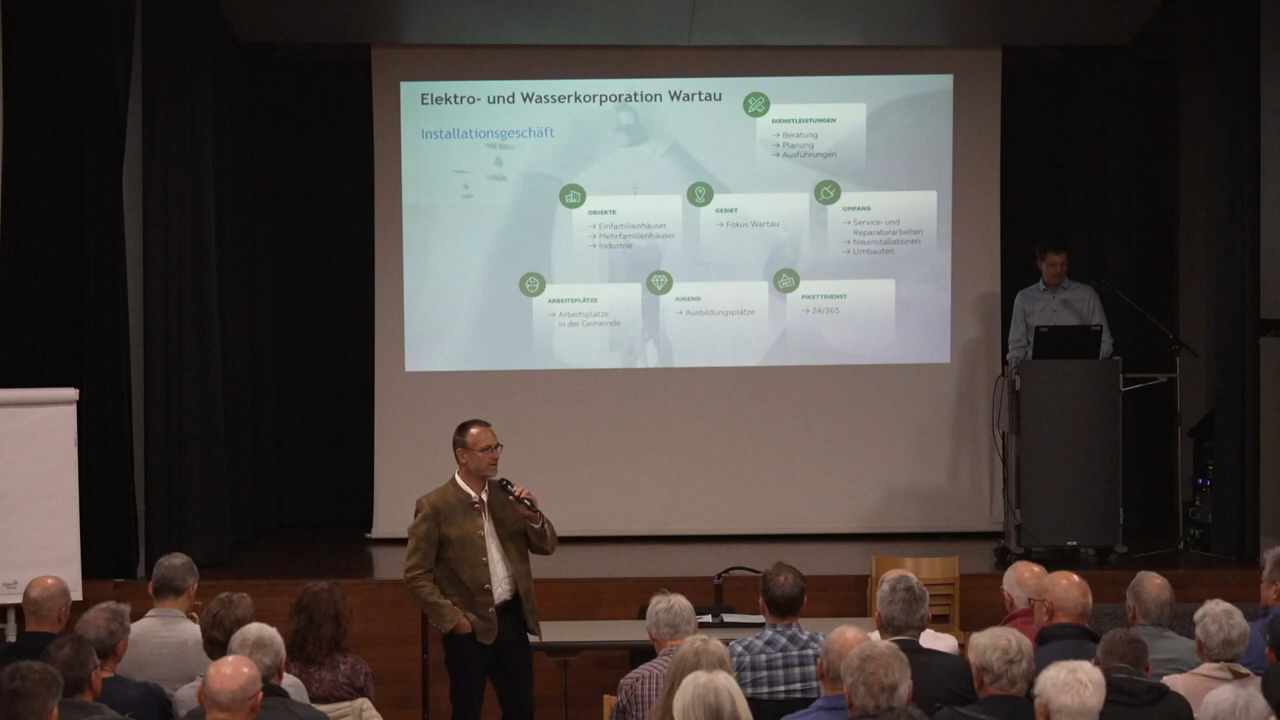 Elektro- und Wasserkorporation Wartau
Installationsgeschäft
DIENSTLEISTUNGEN
→ Beratung
→ Planung
→ Ausführungen
OBJEKTE
→ Einfamilienhäuser
→ Mehrfamilienhäuser
→ Industrie
GEBIET
→ Fokus Wartau
UMFANG
→ Service- und
Reparaturarbeiten
→ Neuinstallationen
→ Umbauten
ARBEITSPLÄTZE
→ Arbeitsplätze
in der Gemeinde
JUGEND
→ Ausbildungsplätze
PIKETTDIENST
→ 24/365